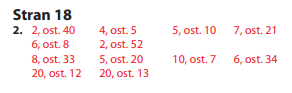 Stran 18
2. 2, ost. 40 4, ost. 5 5, ost. 10 7, ost. 21
6, ost. 8 2, ost. 52
8, ost. 33 5, ost. 20 10, ost. 7 6, ost. 34
20, ost. 12 20, ost. 13